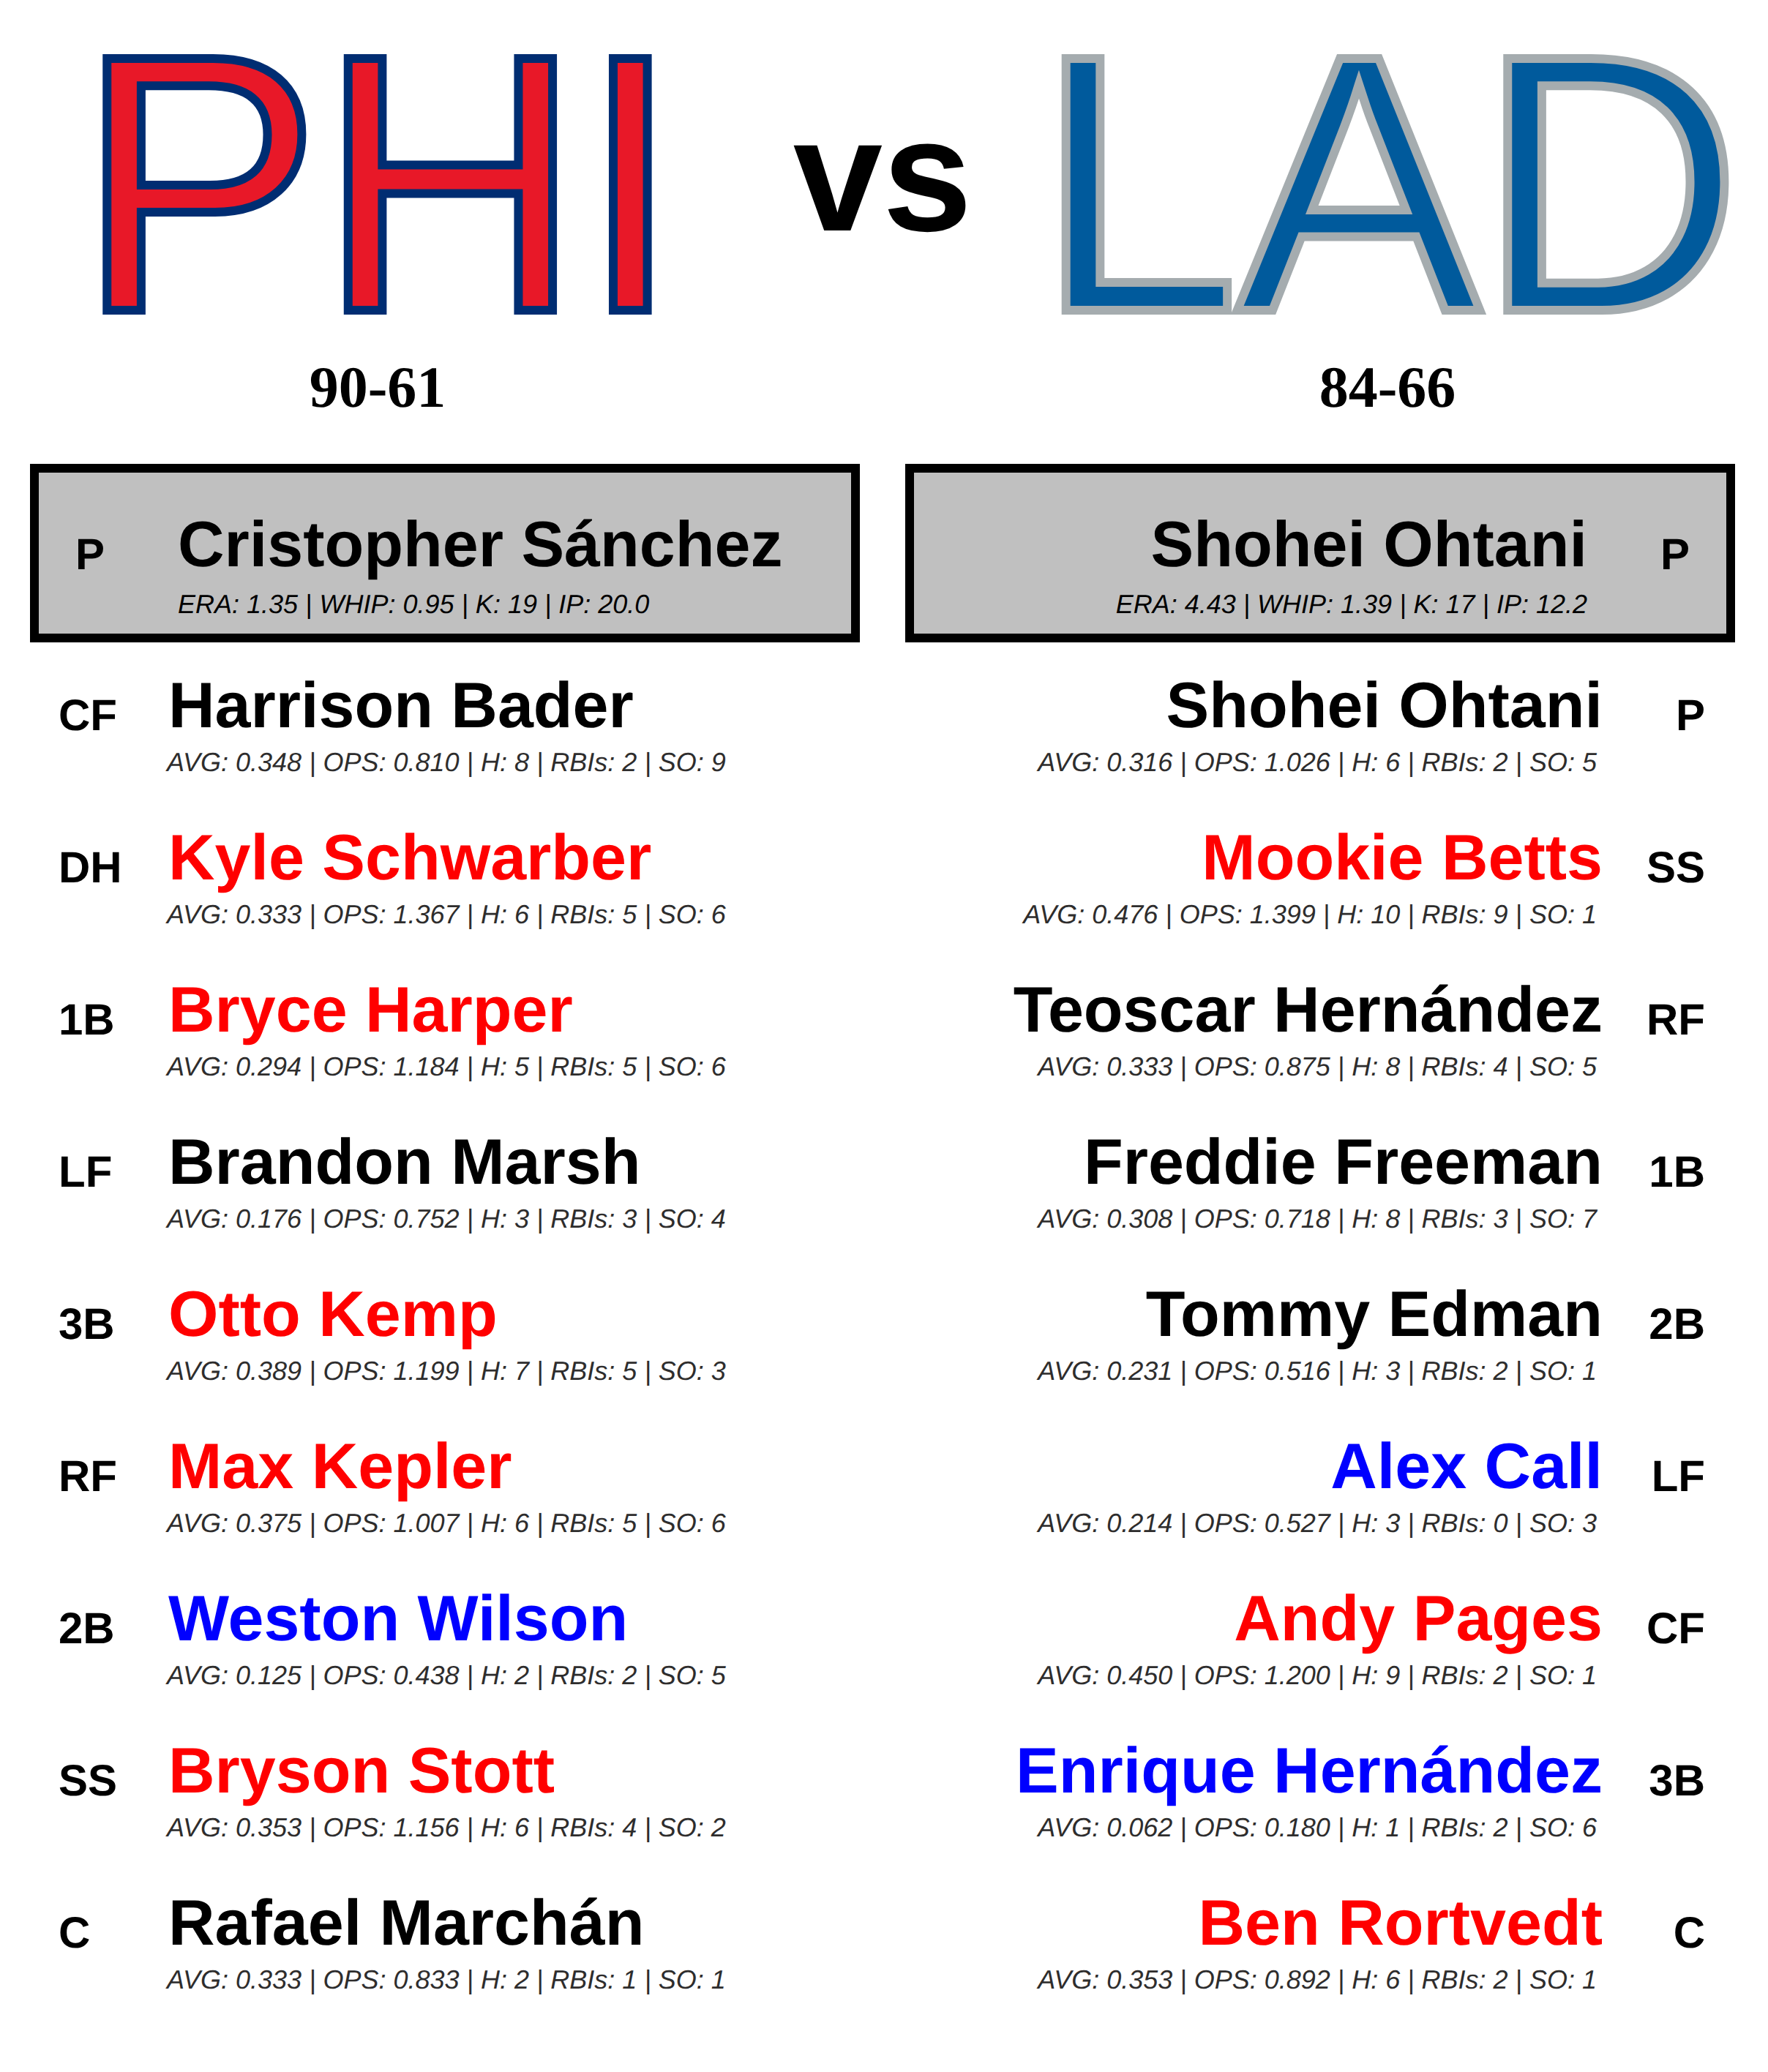 PHI vs LAD
90-61
84-66
P Cristopher Sánchez
ERA: 1.35 | WHIP: 0.95 | K: 19 | IP: 20.0
Shohei Ohtani P
ERA: 4.43 | WHIP: 1.39 | K: 17 | IP: 12.2
CF Harrison Bader
AVG: 0.348 | OPS: 0.810 | H: 8 | RBIs: 2 | SO: 9
DH Kyle Schwarber
AVG: 0.333 | OPS: 1.367 | H: 6 | RBIs: 5 | SO: 6
1B Bryce Harper
AVG: 0.294 | OPS: 1.184 | H: 5 | RBIs: 5 | SO: 6
LF Brandon Marsh
AVG: 0.176 | OPS: 0.752 | H: 3 | RBIs: 3 | SO: 4
3B Otto Kemp
AVG: 0.389 | OPS: 1.199 | H: 7 | RBIs: 5 | SO: 3
RF Max Kepler
AVG: 0.375 | OPS: 1.007 | H: 6 | RBIs: 5 | SO: 6
2B Weston Wilson
AVG: 0.125 | OPS: 0.438 | H: 2 | RBIs: 2 | SO: 5
SS Bryson Stott
AVG: 0.353 | OPS: 1.156 | H: 6 | RBIs: 4 | SO: 2
C Rafael Marchán
AVG: 0.333 | OPS: 0.833 | H: 2 | RBIs: 1 | SO: 1
Shohei Ohtani P
AVG: 0.316 | OPS: 1.026 | H: 6 | RBIs: 2 | SO: 5
Mookie Betts SS
AVG: 0.476 | OPS: 1.399 | H: 10 | RBIs: 9 | SO: 1
Teoscar Hernández RF
AVG: 0.333 | OPS: 0.875 | H: 8 | RBIs: 4 | SO: 5
Freddie Freeman 1B
AVG: 0.308 | OPS: 0.718 | H: 8 | RBIs: 3 | SO: 7
Tommy Edman 2B
AVG: 0.231 | OPS: 0.516 | H: 3 | RBIs: 2 | SO: 1
Alex Call LF
AVG: 0.214 | OPS: 0.527 | H: 3 | RBIs: 0 | SO: 3
Andy Pages CF
AVG: 0.450 | OPS: 1.200 | H: 9 | RBIs: 2 | SO: 1
Enrique Hernández 3B
AVG: 0.062 | OPS: 0.180 | H: 1 | RBIs: 2 | SO: 6
Ben Rortvedt C
AVG: 0.353 | OPS: 0.892 | H: 6 | RBIs: 2 | SO: 1